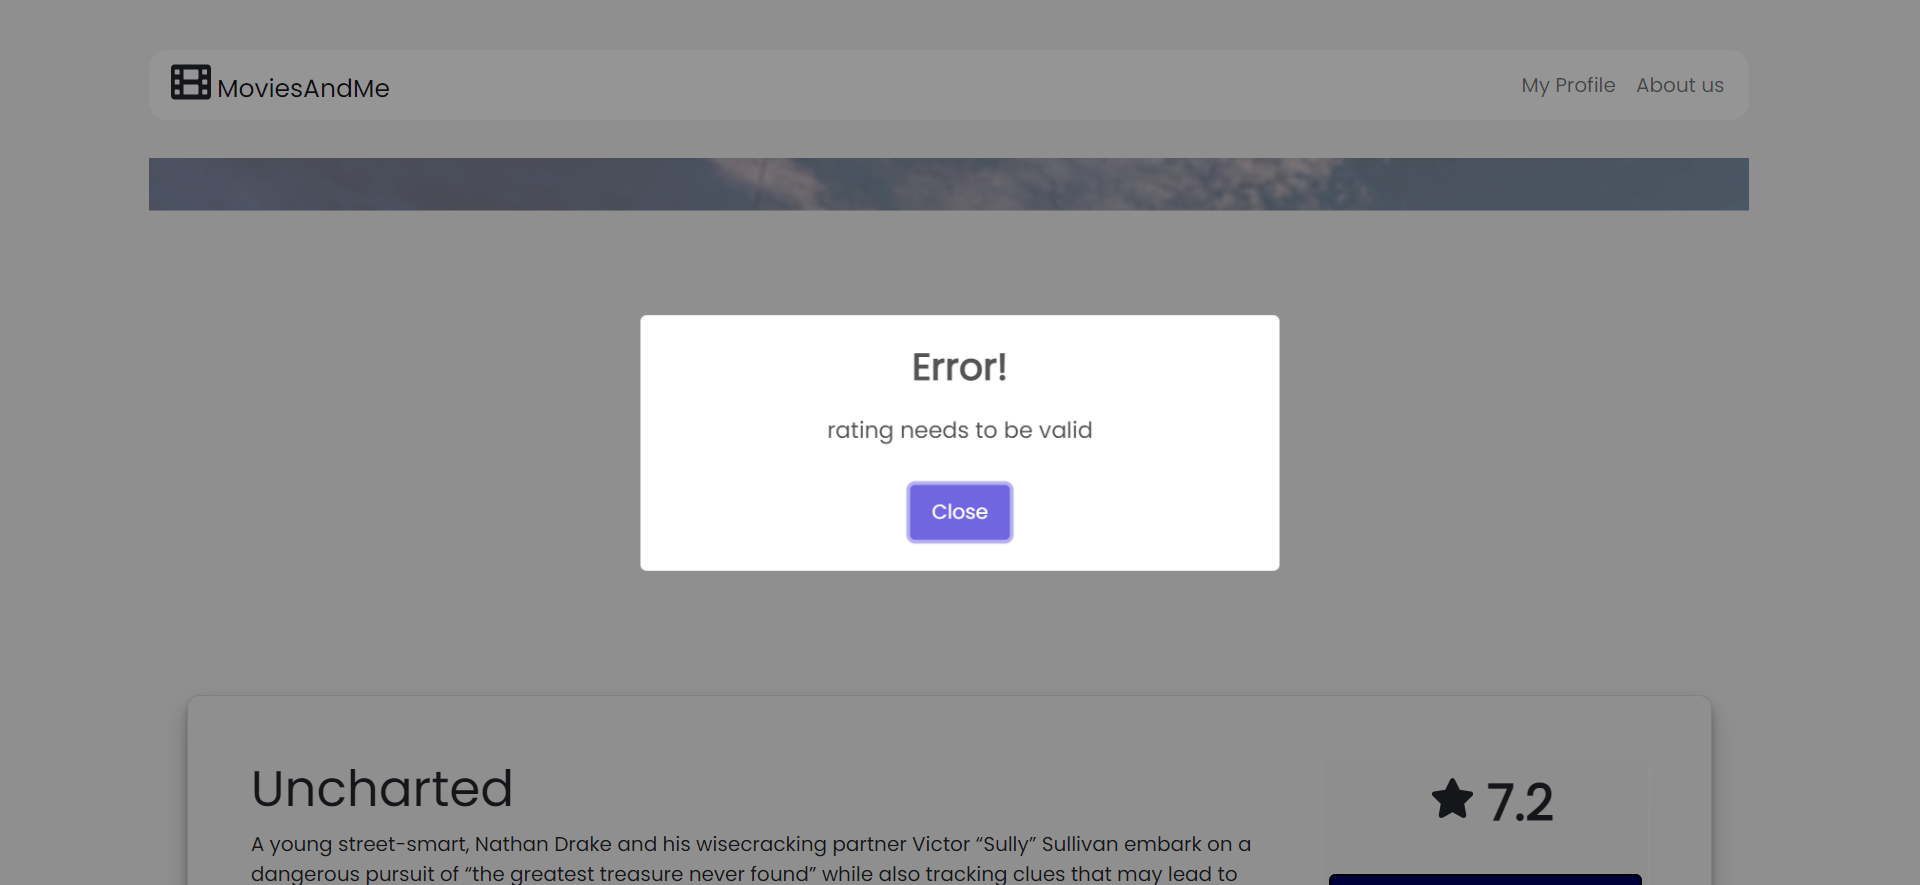 MoviesAndMe
My Profile
About us
Error!
rating needs to be valid
Close
Uncharted
7.2
A young street-smart, Nathan Drake and his wisecracking partner Victor “Sully” Sullivan embark on a
dangerous pursuit of “the greatest treasure never found” while also tracking clues that may lead to